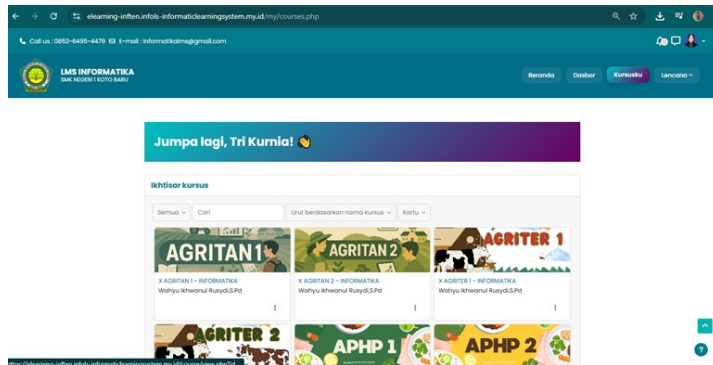 elearning-inften.infols-informaticlearningsystem.my.id/my/courses.php
Call us : 0852-6495-4479 E-mail : informatikalms@gmail.com
LMS INFORMATIKA
SMK NEGERI 1 KOTO BARU
Beranda Dasbor Kursusku Lencana
Jumpa lagi, Tri Kurnia!
Ikhtisar kursus
Semua Cari Urut berdasarkan nama kursus Kartu
AGRITAN 1 AGRITAN 2 AGRITER 1
X AGRITAN 1 - INFORMATIKA X AGRITAN 2 - INFORMATIKA X AGRITER 1 - INFORMATIKA
Wahyu Ikhwanul Rusydi,S.Pd Wahyu Ikhwanul Rusydi,S.Pd Wahyu Ikhwanul Rusydi,S.Pd
AGRITER 2 APHP 1 APHP 2